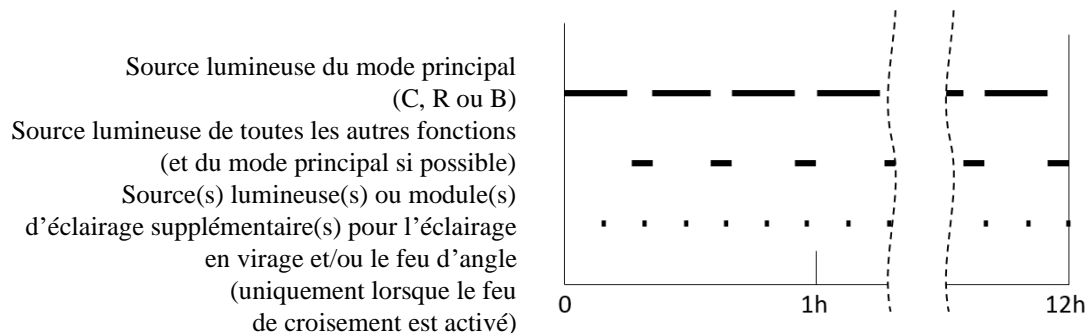 Source lumineuse du mode principal
(C, R ou B)
Source lumineuse de toutes les autres fonctions
(et du mode principal si possible)
Source(s) lumineuse(s) ou module(s)
d’éclairage supplémentaire(s) pour l’éclairage
en virage et/ou le feu d’angle
(uniquement lorsque le feu
de croisement est activé)
0 1h 12h